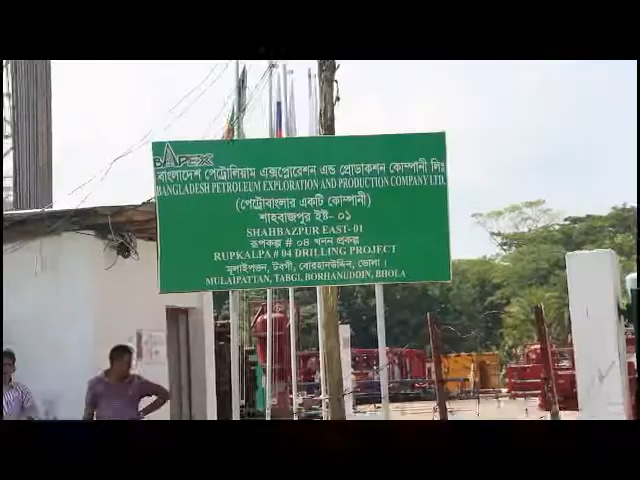 BAPEX
বাংলাদেশ পেট্রোলিয়াম এক্সপ্লোরেশন এন্ড প্রোডাকশন কোম্পানী লিঃ
BANGLADESH PETROLEUM EXPLORATION AND PRODUCTION COMPANY LTD.
(পেট্রোবাংলার একটি কোম্পানী)
শাহবাজপুর ইষ্ট- ০১
SHAHBAZPUR EAST- 01
রূপকল্প # ০৪ খনন প্রকল্প
RUPKALPA # 04 DRILLING PROJECT
মূলাইপত্তন, টবগী, বোরহানউদ্দিন, ভোলা।
MULAIPATTAN, TABGI, BORHANUDDIN, BHOLA